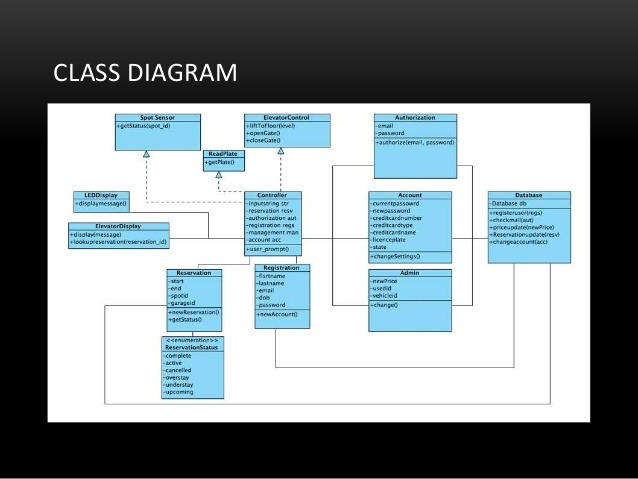 CLASS DIAGRAM
Spot Sensor
+getStatus(spot_id)
ElevatorControl
+liftToFloor(level)
+openGate()
+closeGate()
Authorization
-email
-password
+authorize(email, password)
ReadPlate
+getPlate()
LEDDisplay
+displaymessage()
Controller
-inputstring str
-reservation resv
-authorization aut
-registration regs
-management man
-account acc
+user_prompt()
Account
-currentpassowrd
-newpassword
-creditcardnumber
-creditcardtype
-creditcardname
-licenceplate
-state
+changeSettings()
Database
-Database db
+registeruser(regs)
+checkmail(aut)
+priceupdate(newPrice)
+Reservationupdate(resv)
+changeaccount(acc)
ElevatorDisplay
+display(message)
+lookupreservation(reservation_id)
Reservation
-start
-end
-spotid
-garageid
+newReservation()
+getStatus()
Registration
-firtname
-lastname
-email
-dob
-password
+newAccount()
Admin
-newPrice
-usedid
-vehicleid
+change()
<<enumeration>>
ReservationStatus
-complete
-active
-cancelled
-overstay
-understay
-upcoming